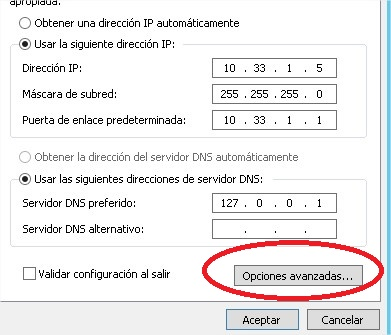 apropiada.
Obtener una dirección IP automáticamente
Usar la siguiente dirección IP:
Dirección IP: 10 . 33 . 1 . 5
Máscara de subred: 255 . 255 . 255 . 0
Puerta de enlace predeterminada: 10 . 33 . 1 . 1
Obtener la dirección del servidor DNS automáticamente
Usar las siguientes direcciones de servidor DNS:
Servidor DNS preferido: 127 . 0 . 0 . 1
Servidor DNS alternativo: . . .
Validar configuración al salir Opciones avanzadas...
Aceptar Cancelar